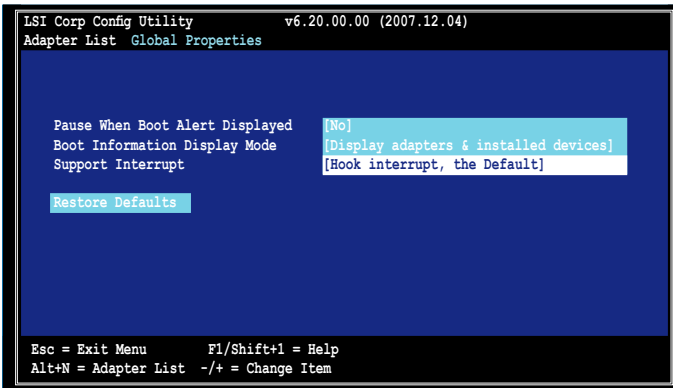 LSI Corp Config Utility v6.20.00.00 (2007.12.04)
Adapter List Global Properties
Pause When Boot Alert Displayed [No]
Boot Information Display Mode [Display adapters & installed devices]
Support Interrupt [Hook interrupt, the Default]
Restore Defaults
Esc = Exit Menu F1/Shift+1 = Help
Alt+N = Adapter List -/+ = Change Item